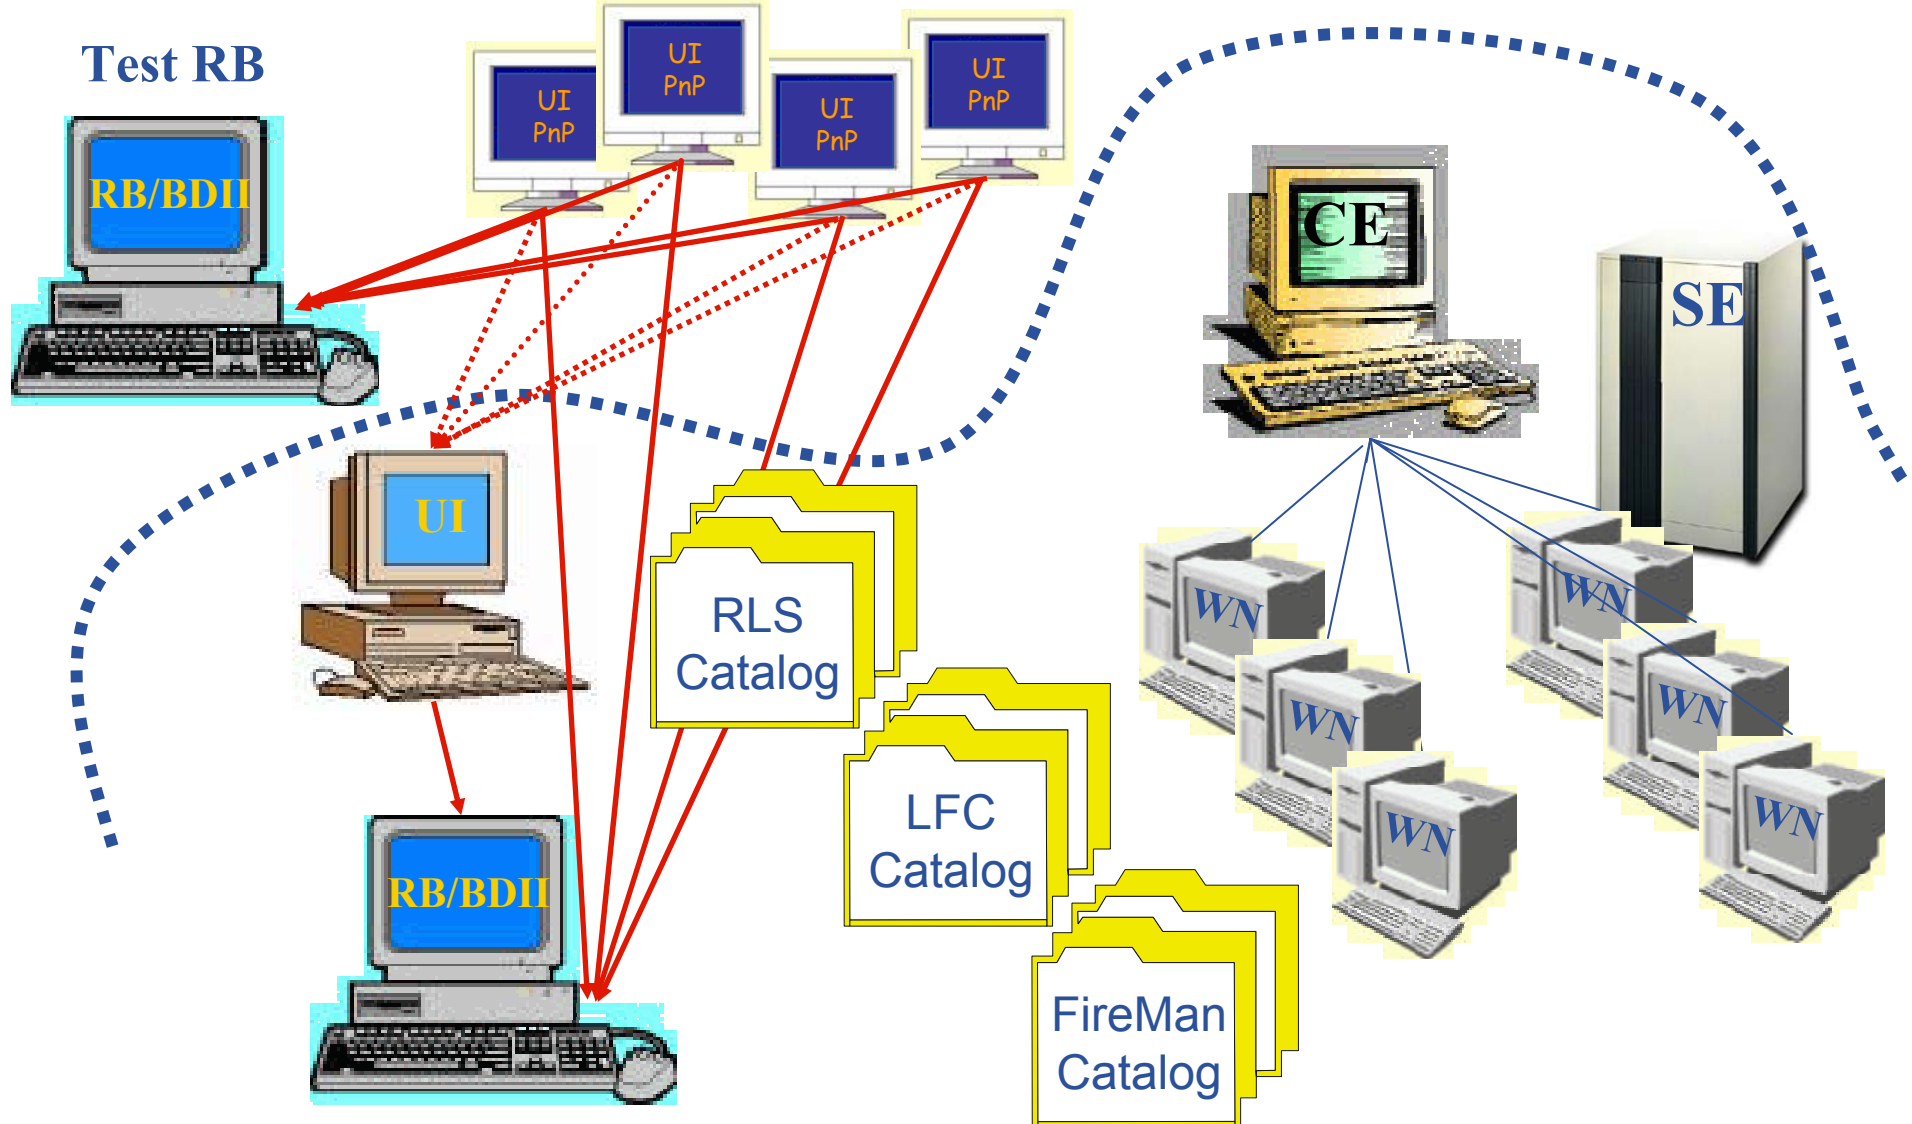 Test RB
RB/BDII
UI
PnP
UI
PnP
UI
PnP
UI
PnP
CE
SE
UI
RLS
Catalog
LFC
Catalog
FireMan
Catalog
RB/BDII
WN
WN
WN
WN
WN
WN